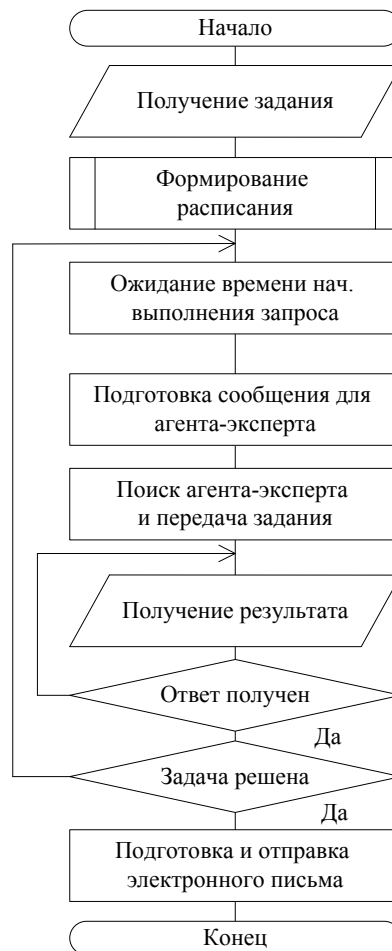 Начало
Получение задания
Формирование
расписания
Ожидание времени нач.
выполнения запроса
Подготовка сообщения для
агента-эксперта
Поиск агента-эксперта
и передача задания
Получение результата
Ответ получен
Да
Задача решена
Да
Подготовка и отправка
электронного письма
Конец